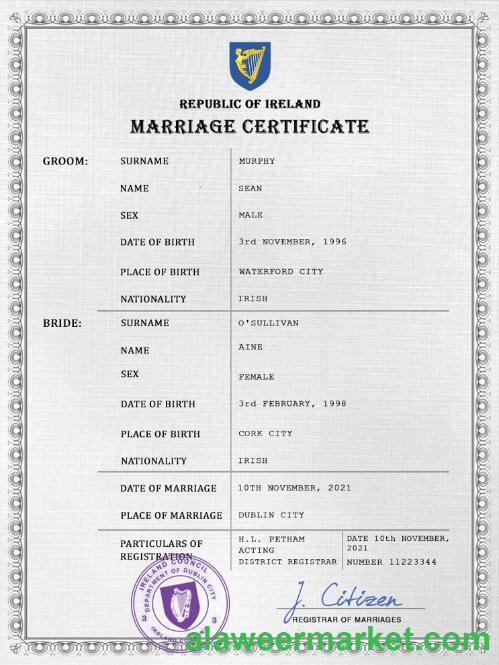 REPUBLIC OF IRELAND
MARRIAGE CERTIFICATE
GROOM: SURNAME MURPHY
NAME SEAN
SEX MALE
DATE OF BIRTH 3rd NOVEMBER, 1996
PLACE OF BIRTH WATERFORD CITY
NATIONALITY IRISH
BRIDE: SURNAME O'SULLIVAN
NAME AINE
SEX FEMALE
DATE OF BIRTH 3rd FEBRUARY, 1998
PLACE OF BIRTH CORK CITY
NATIONALITY IRISH
DATE OF MARRIAGE 10TH NOVEMBER, 2021
PLACE OF MARRIAGE DUBLIN CITY
PARTICULARS OF
REGISTRATION
H.L. PETHAM
ACTING
DISTRICT REGISTRAR
DATE 10th NOVEMBER,
2021
NUMBER 11223344
IRELAND COUNCIL
DEPARTMENT OF DUBLIN CITY
3 3
J. Citizen
REGISTRAR OF MARRIAGES
alaweermarket.com